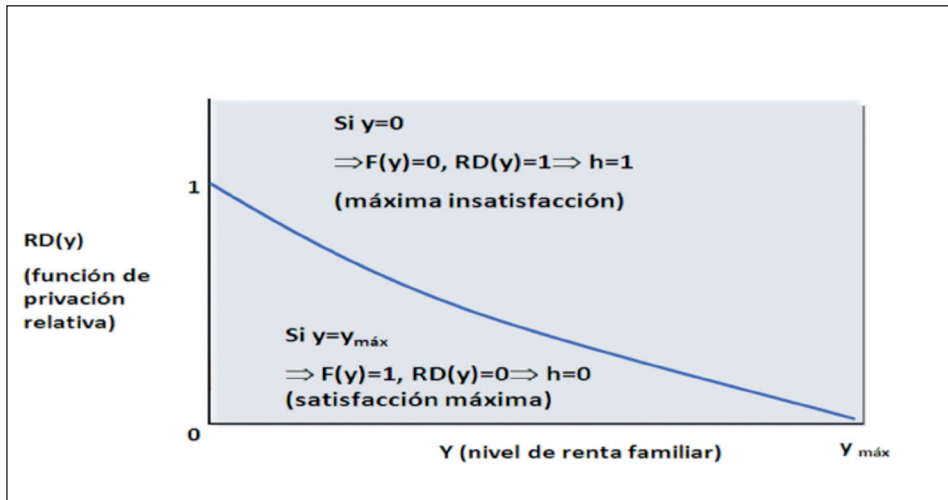 Si y=0
⇒F(y)=0, RD(y)=1⇒ h=1
(máxima insatisfacción)
1
RD(y)
(función de
privación
relativa)
Si y=ymáx
⇒ F(y)=1, RD(y)=0⇒ h=0
(satisfacción máxima)
0
Y (nivel de renta familiar)
y máx